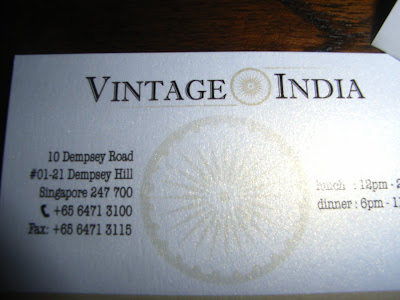 VINTAGE INDIA
10 Dempsey Road
#01-21 Dempsey Hill
Singapore 247 700
+65 6471 3100
Fax: +65 6471 3115
lunch : 12pm -
dinner : 6pm -